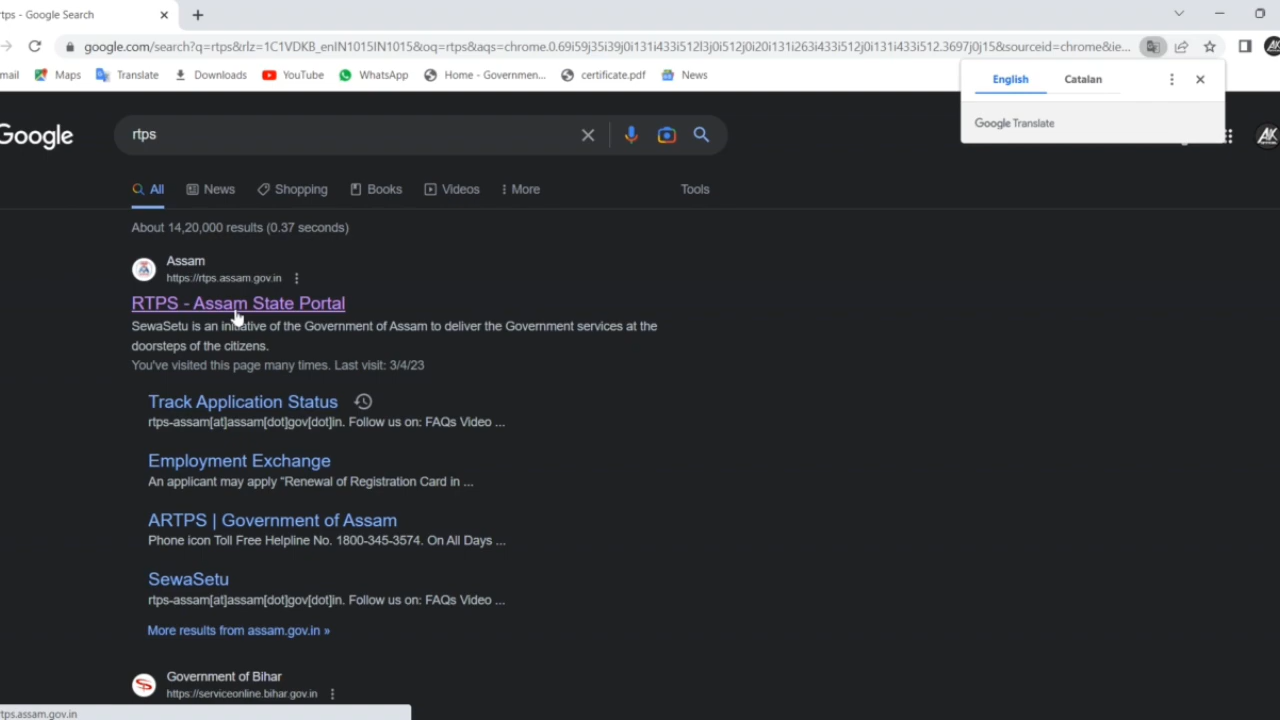 tps - Google Search
google.com/search?q=rtps&rlz=1C1VDKB_enIN1015IN1015&oq=rtps&aqs=chrome.0.69i59j35i39j0i131i433i512l3j0i512j0i20i131i263i433i512j0i131i433i512.3697j0j15&sourceid=chrome&ie...
mail Maps Translate Downloads YouTube WhatsApp Home - Governmen... certificate.pdf News
English Catalan
Google Translate
Google rtps
AK
All News Shopping Books Videos More Tools
About 14,20,000 results (0.37 seconds)
Assam
https://rtps.assam.gov.in
RTPS - Assam State Portal
SewaSetu is an initiative of the Government of Assam to deliver the Government services at the
doorsteps of the citizens.
You've visited this page many times. Last visit: 3/4/23
Track Application Status
rtps-assam[at]assam[dot]gov[dot]in. Follow us on: FAQs Video ...
Employment Exchange
An applicant may apply “Renewal of Registration Card in ...
ARTPS | Government of Assam
Phone icon Toll Free Helpline No. 1800-345-3574. On All Days ...
SewaSetu
rtps-assam[at]assam[dot]gov[dot]in. Follow us on: FAQs Video ...
More results from assam.gov.in »
Government of Bihar
https://serviceonline.bihar.gov.in
tps.assam.gov.in